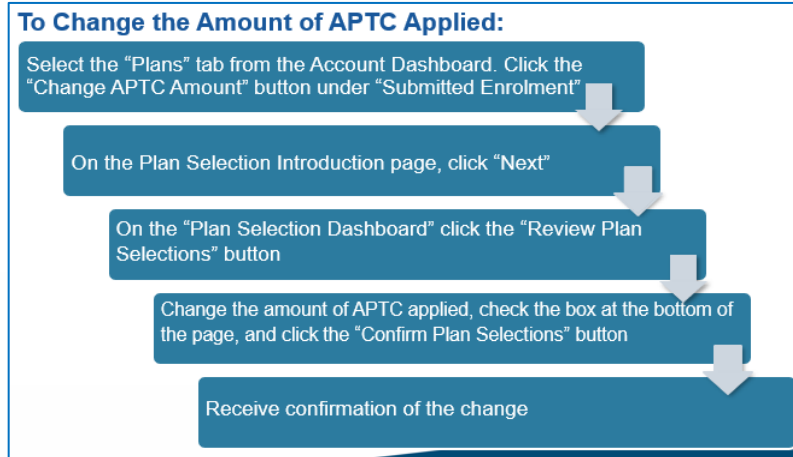 To Change the Amount of APTC Applied:
Select the “Plans” tab from the Account Dashboard. Click the
“Change APTC Amount” button under “Submitted Enrolment”
On the Plan Selection Introduction page, click “Next”
On the “Plan Selection Dashboard” click the “Review Plan
Selections” button
Change the amount of APTC applied, check the box at the bottom of
the page, and click the “Confirm Plan Selections” button
Receive confirmation of the change